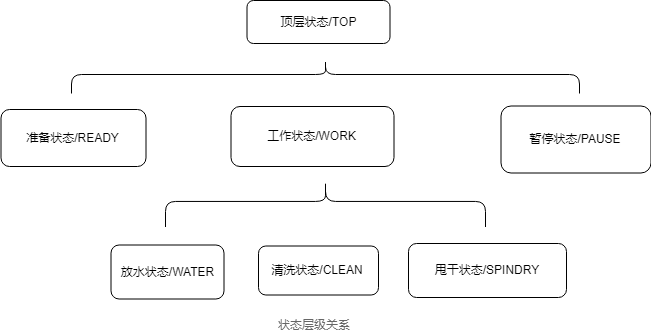 顶层状态/TOP
准备状态/READY
工作状态/WORK
暂停状态/PAUSE
放水状态/WATER
清洗状态/CLEAN
甩干状态/SPINDRY
状态层级关系